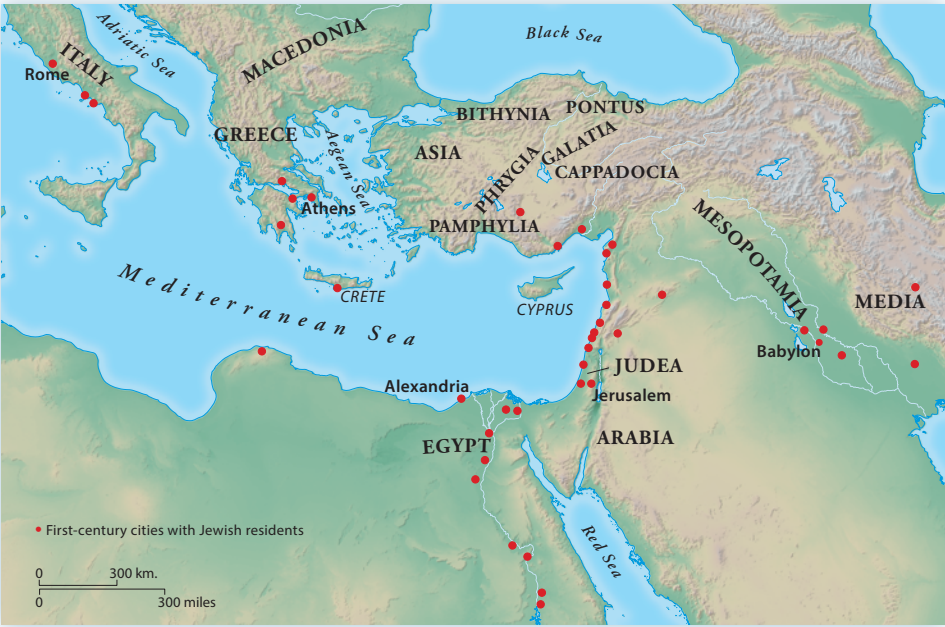 Adriatic Sea
ITALY
Rome
MACEDONIA
Black Sea
BITHYNIA
PONTUS
GREECE
Aegean Sea
ASIA
PHRYGIA
GALATIA
CAPPADOCIA
Athens
PAMPHYLIA
MESOPOTAMIA
Mediterranean Sea
CRETE
CYPRUS
MEDIA
Babylon
JUDEA
Alexandria
Jerusalem
EGYPT
ARABIA
Red Sea
First-century cities with Jewish residents
0 300 km.
0 300 miles